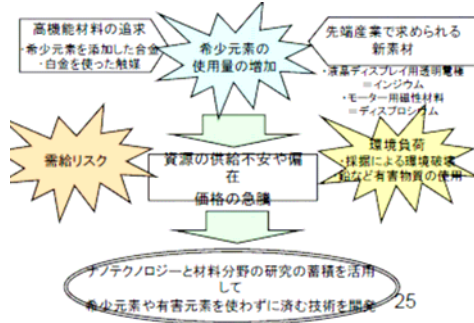 高機能材料の追求
・希少元素を添加した合金
・白金を使った触媒
希少元素の
使用量の増加
先端産業で求められる
新素材
・液晶ディスプレイ用透明電極
＝インジウム
・モーター用磁性材料
＝ディスプロシウム
需給リスク
資源の供給不安や偏
在
価格の急騰
環境負荷
・採掘による環境破壊
鉛など有害物質の使用
ナノテクノロジーと材料分野の研究の蓄積を活用
して
希少元素や有害元素を使わずに済む技術を開発
25